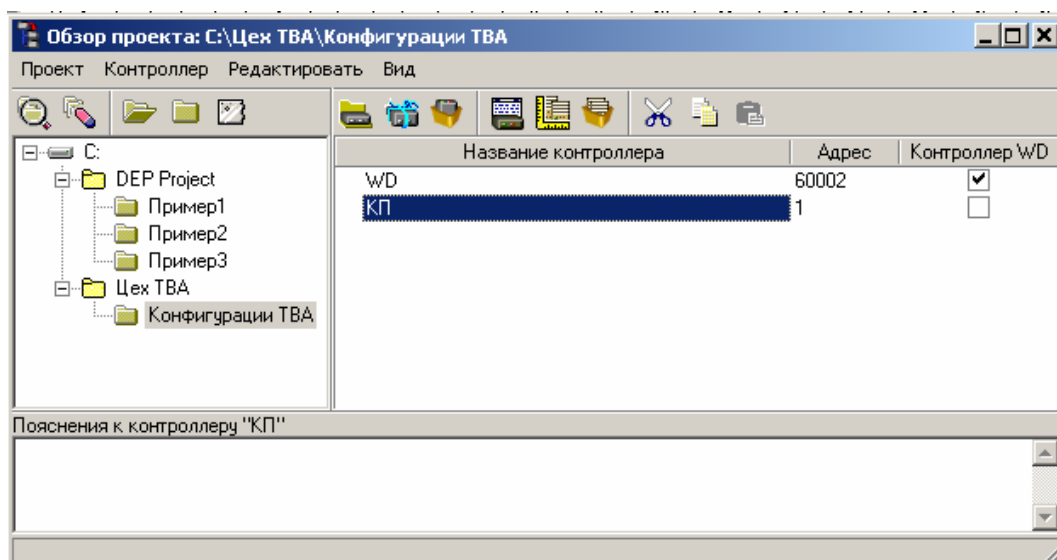 Обзор проекта: C:\Цех ТВА\Конфигурации ТВА
Проект Контроллер Редактировать Вид
C:
DEP Project
Пример1
Пример2
Пример3
Цех ТВА
Конфигурации ТВА
Название контроллера Адрес Контроллер WD
WD 60002
КП 1
Пояснения к контроллеру "КП"